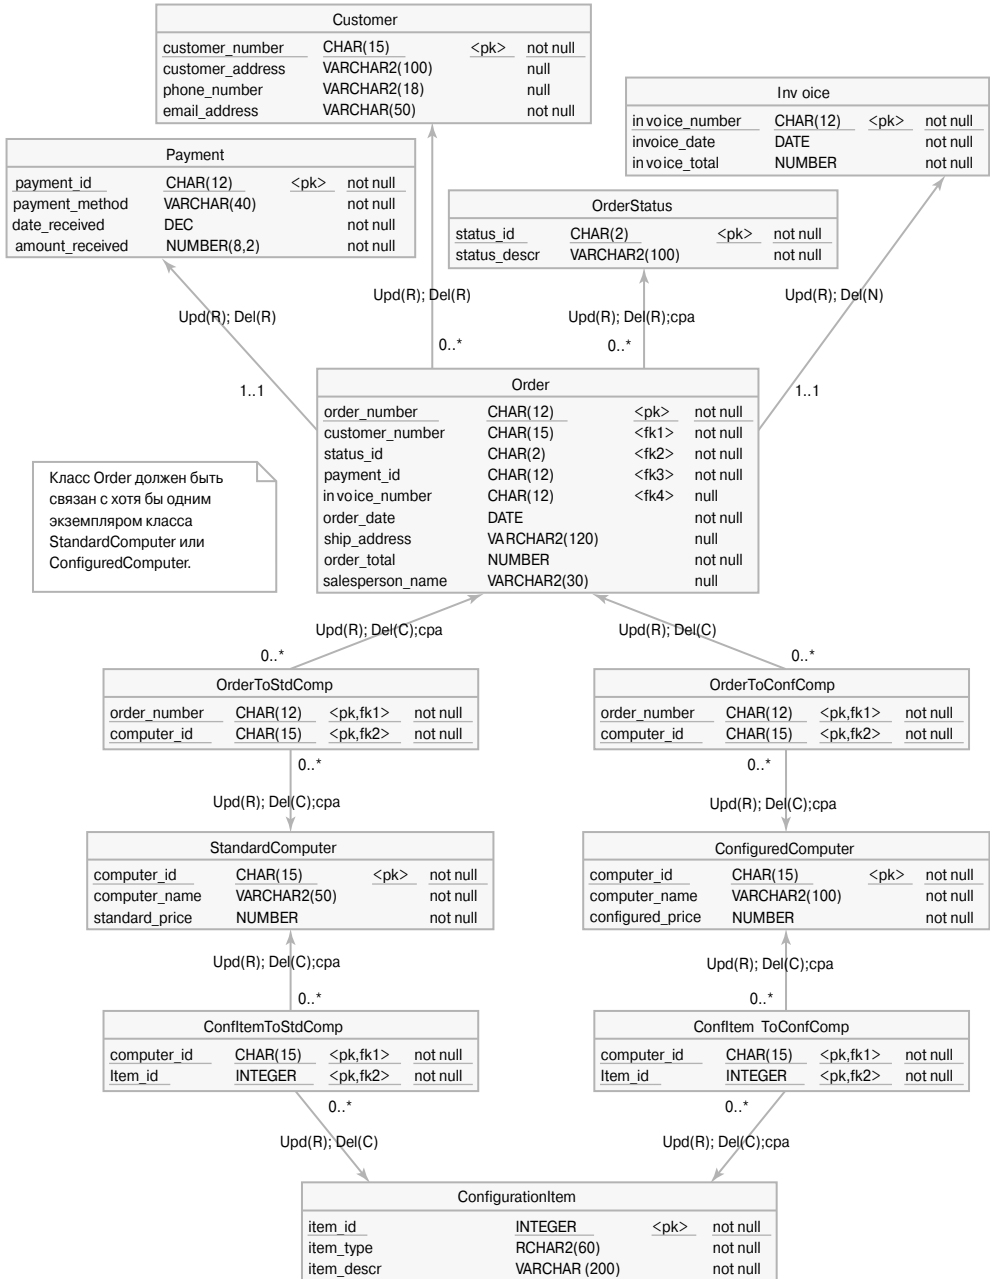 Customer
customer_number CHAR(15) <pk> not null
customer_address VARCHAR2(100) null
phone_number VARCHAR2(18) null
email_address VARCHAR(50) not null
Inv oice
in voice_number CHAR(12) <pk> not null
invoice_date DATE not null
in voice_total NUMBER not null
Payment
payment_id CHAR(12) <pk> not null
payment_method VARCHAR(40) not null
date_received DEC not null
amount_received NUMBER(8,2) not null
OrderStatus
status_id CHAR(2) <pk> not null
status_descr VARCHAR2(100) not null
Upd(R); Del(R)
Upd(R); Del(R)
Upd(R); Del(R);cpa
Upd(R); Del(N)
0..*
0..*
1..1
1..1
Order
order_number CHAR(12) <pk> not null
customer_number CHAR(15) <fk1> not null
status_id CHAR(2) <fk2> not null
payment_id CHAR(12) <fk3> not null
in voice_number CHAR(12) <fk4> null
order_date DATE not null
ship_address VARCHAR2(120) null
order_total NUMBER not null
salesperson_name VARCHAR2(30) null
Класс Order должен быть
связан с хотя бы одним
экземпляром класса
StandardComputer или
ConfiguredComputer.
Upd(R); Del(C);cpa
Upd(R); Del(C)
0..*
0..*
OrderToStdComp
order_number CHAR(12) <pk,fk1> not null
computer_id CHAR(15) <pk,fk2> not null
OrderToConfComp
order_number CHAR(12) <pk,fk1> not null
computer_id CHAR(15) <pk,fk2> not null
0..*
0..*
Upd(R); Del(C);cpa
Upd(R); Del(C);cpa
StandardComputer
computer_id CHAR(15) <pk> not null
computer_name VARCHAR2(50) not null
standard_price NUMBER not null
ConfiguredComputer
computer_id CHAR(15) <pk> not null
computer_name VARCHAR2(100) not null
configured_price NUMBER not null
Upd(R); Del(C);cpa
Upd(R); Del(C);cpa
0..*
0..*
ConfItemToStdComp
computer_id CHAR(15) <pk,fk1> not null
Item_id INTEGER <pk,fk2> not null
ConfItem ToConfComp
computer_id CHAR(15) <pk,fk1> not null
Item_id INTEGER <pk,fk2> not null
0..*
0..*
Upd(R); Del(C)
Upd(R); Del(C);cpa
ConfigurationItem
item_id INTEGER <pk> not null
item_type RCHAR2(60) not null
item_descr VARCHAR (200) not null